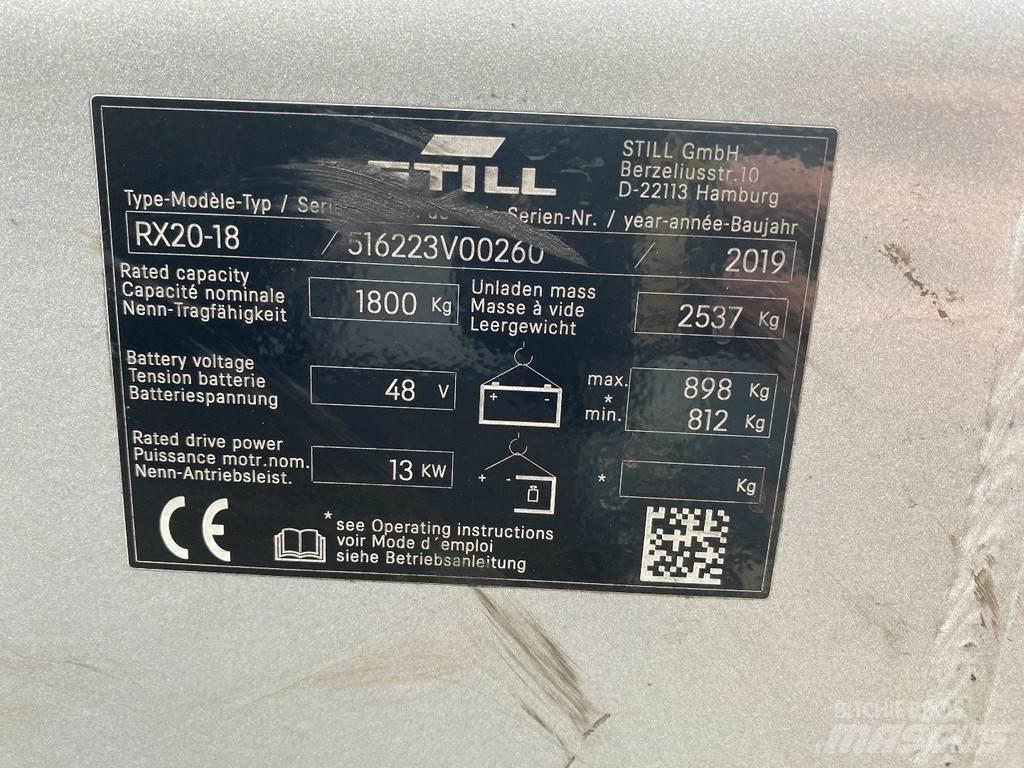 STILL
STILL GmbH
Berzeliusstr.10
D-22113 Hamburg
Type-Modèle-Typ / Serien-Nr. / year-année-Baujahr
RX20-18 / 516223V00260 / 2019
Rated capacity
Capacité nominale
Nenn-Tragfähigkeit
1800 Kg
Unladen mass
Masse à vide
Leergewicht
2537 Kg
Battery voltage
Tension batterie
Batteriespannung
48 V
+ -
max.
*
min.
898 Kg
812 Kg
Rated drive power
Puissance motr.nom.
Nenn-Antriebsleist.
13 KW
+ -
* Kg
CE
* see Operating instructions
voir Mode d´emploi
siehe Betriebsanleitung
RITCHIE BROS
Mascus